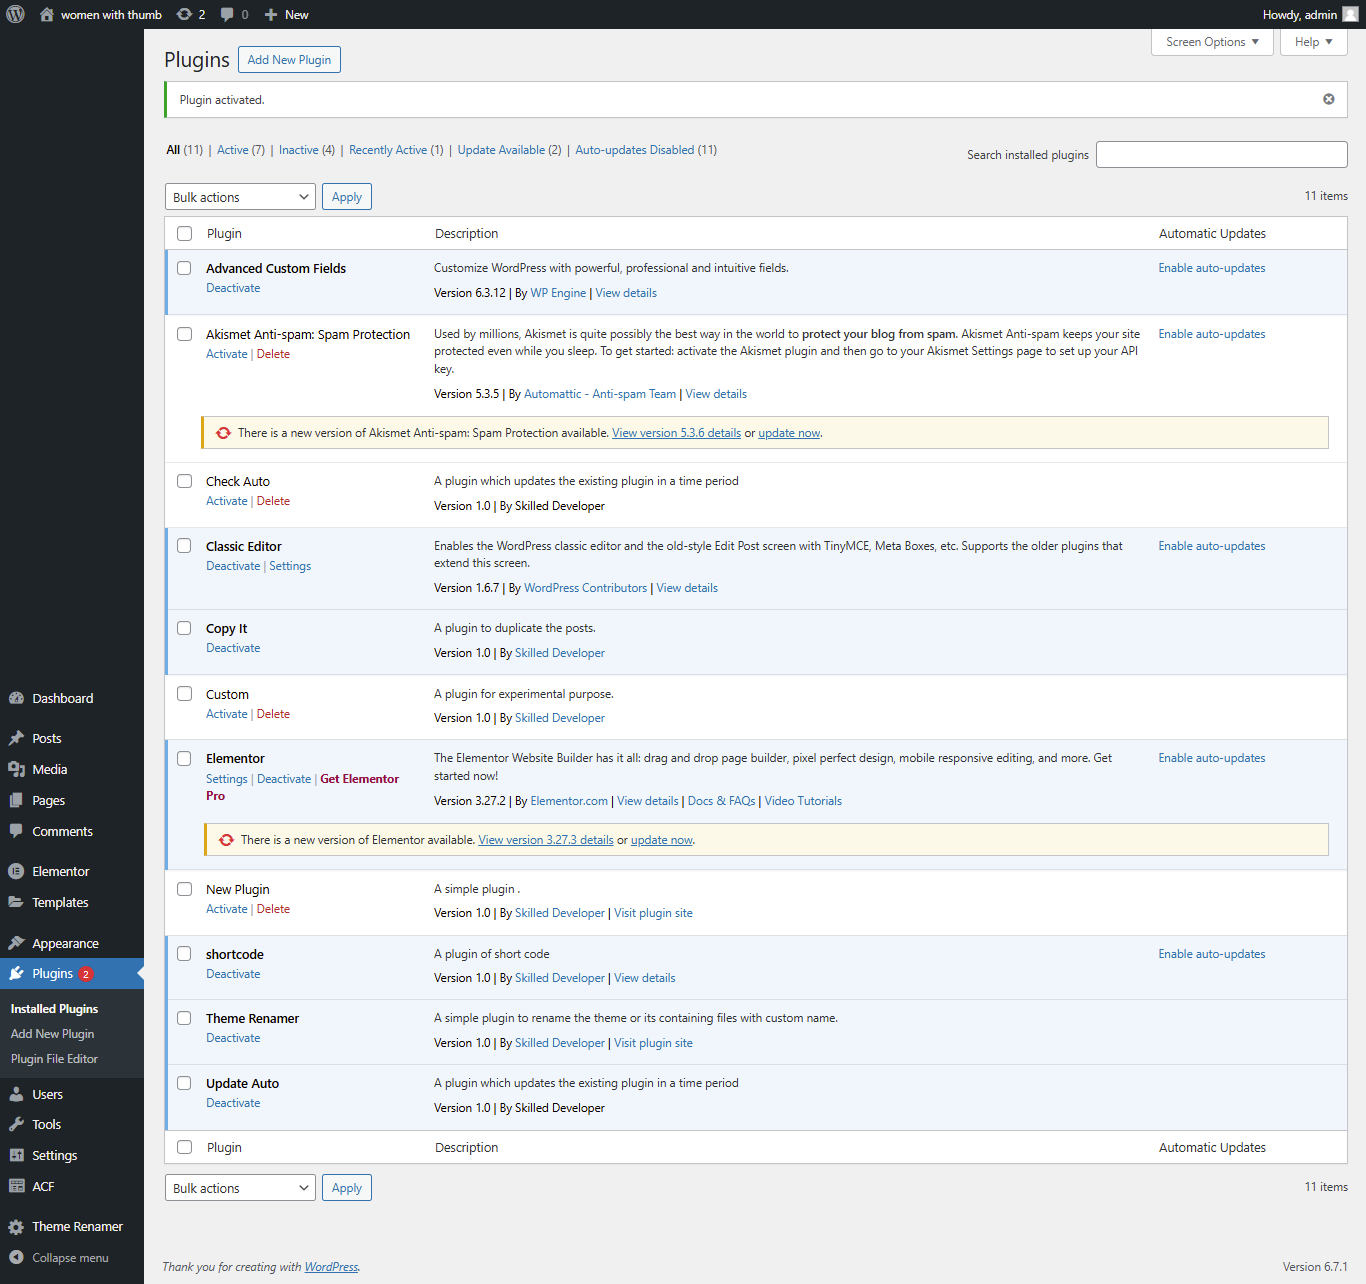 women with thumb 2 0 New Howdy, admin
Screen Options Help
Plugins Add New Plugin
Plugin activated.
All (11) | Active (7) | Inactive (4) | Recently Active (1) | Update Available (2) | Auto-updates Disabled (11)
Search installed plugins
Bulk actions Apply 11 items
Plugin Description Automatic Updates
Advanced Custom Fields Customize WordPress with powerful, professional and intuitive fields. Enable auto-updates
Deactivate
Version 6.3.12 | By WP Engine | View details
Akismet Anti-spam: Spam Protection Used by millions, Akismet is quite possibly the best way in the world to protect your blog from spam. Akismet Anti-spam keeps your site Enable auto-updates
Activate | Delete protected even while you sleep. To get started: activate the Akismet plugin and then go to your Akismet Settings page to set up your API
key.
Version 5.3.5 | By Automattic - Anti-spam Team | View details
There is a new version of Akismet Anti-spam: Spam Protection available. View version 5.3.6 details or update now.
Check Auto A plugin which updates the existing plugin in a time period
Activate | Delete
Version 1.0 | By Skilled Developer
Classic Editor Enables the WordPress classic editor and the old-style Edit Post screen with TinyMCE, Meta Boxes, etc. Supports the older plugins that Enable auto-updates
Deactivate | Settings extend this screen.
Version 1.6.7 | By WordPress Contributors | View details
Copy It A plugin to duplicate the posts.
Deactivate
Version 1.0 | By Skilled Developer
Custom A plugin for experimental purpose.
Activate | Delete
Version 1.0 | By Skilled Developer
Elementor The Elementor Website Builder has it all: drag and drop page builder, pixel perfect design, mobile responsive editing, and more. Get Enable auto-updates
Settings | Deactivate | Get Elementor started now!
Pro
Version 3.27.2 | By Elementor.com | View details | Docs & FAQs | Video Tutorials
There is a new version of Elementor available. View version 3.27.3 details or update now.
New Plugin A simple plugin .
Activate | Delete
Version 1.0 | By Skilled Developer | Visit plugin site
shortcode A plugin of short code Enable auto-updates
Deactivate
Version 1.0 | By Skilled Developer | View details
Theme Renamer A simple plugin to rename the theme or its containing files with custom name.
Deactivate
Version 1.0 | By Skilled Developer | Visit plugin site
Update Auto A plugin which updates the existing plugin in a time period
Deactivate
Version 1.0 | By Skilled Developer
Plugin Description Automatic Updates
Bulk actions Apply 11 items
Dashboard
Posts
Media
Pages
Comments
Elementor
Templates
Appearance
Plugins 2
Installed Plugins
Add New Plugin
Plugin File Editor
Users
Tools
Settings
ACF
Theme Renamer
Collapse menu
Thank you for creating with WordPress. Version 6.7.1